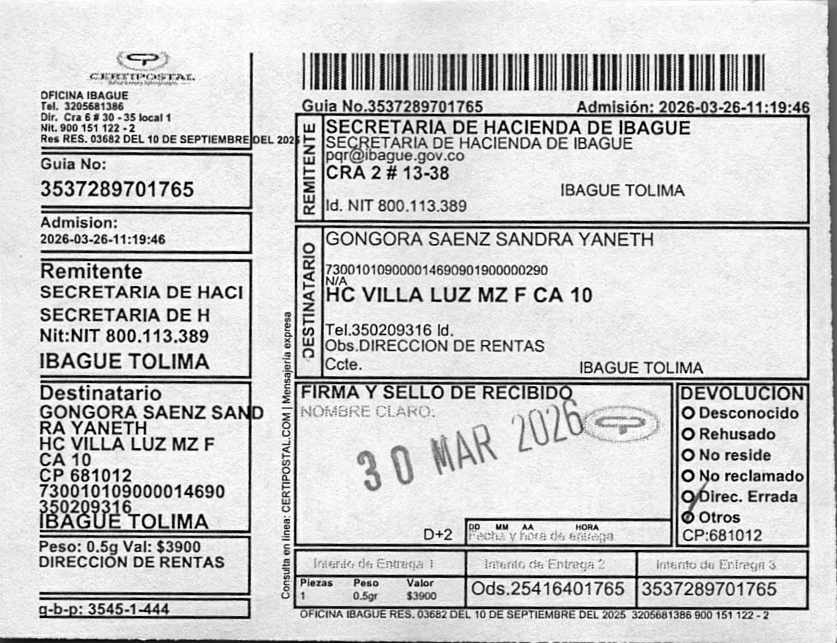 CERTIPOSTAL
OFICINA IBAGUE
Tel. 3205681386
Dir. Cra 6 # 30 - 35 local 1
Nit. 900 151 122 - 2
Res RES. 03682 DEL 10 DE SEPTIEMBRE DEL 2025
Guia No:
3537289701765
Admision:
2026-03-26-11:19:46
Remitente
SECRETARIA DE HACI
SECRETARIA DE H
Nit:NIT 800.113.389
IBAGUE TOLIMA
Destinatario
GONGORA SAENZ SAND
RA YANETH
HC VILLA LUZ MZ F
CA 10
CP 681012
7300101090000014690
350209316
IBAGUE TOLIMA
Peso: 0.5g Val: $3900
DIRECCIÓN DE RENTAS
q-b-p: 3545-1-444
Consulta en línea: CERTIPOSTAL.COM | Mensajería expresa
Guia No.3537289701765
Admisión: 2026-03-26-11:19:46
REMITENTE
SECRETARIA DE HACIENDA DE IBAGUE
SECRETARIA DE HACIENDA DE IBAGUE
pqr@ibague.gov.co
CRA 2 # 13-38
IBAGUE TOLIMA
Id. NIT 800.113.389
DESTINATARIO
GONGORA SAENZ SANDRA YANETH
730010109000014690901900000290
N/A
HC VILLA LUZ MZ F CA 10
Tel.350209316 Id.
Obs.DIRECCION DE RENTAS
Ccte.
IBAGUE TOLIMA
FIRMA Y SELLO DE RECIBIDO
NOMBRE CLARO:
30 MAR 2026
D+2
DD MM AA HORA
Fecha y hora de entrega
DEVOLUCION
Desconocido
Rehusado
No reside
No reclamado
Direc. Errada
Otros
CP:681012
Intento de Entrega 1
Intento de Entrega 2
Intento de Entrega 3
Piezas Peso Valor
1 0.5gr $3900
Ods.25416401765
3537289701765
OFICINA IBAGUE RES. 03682 DEL 10 DE SEPTIEMBRE DEL 2025 3205681386 900 151 122 - 2